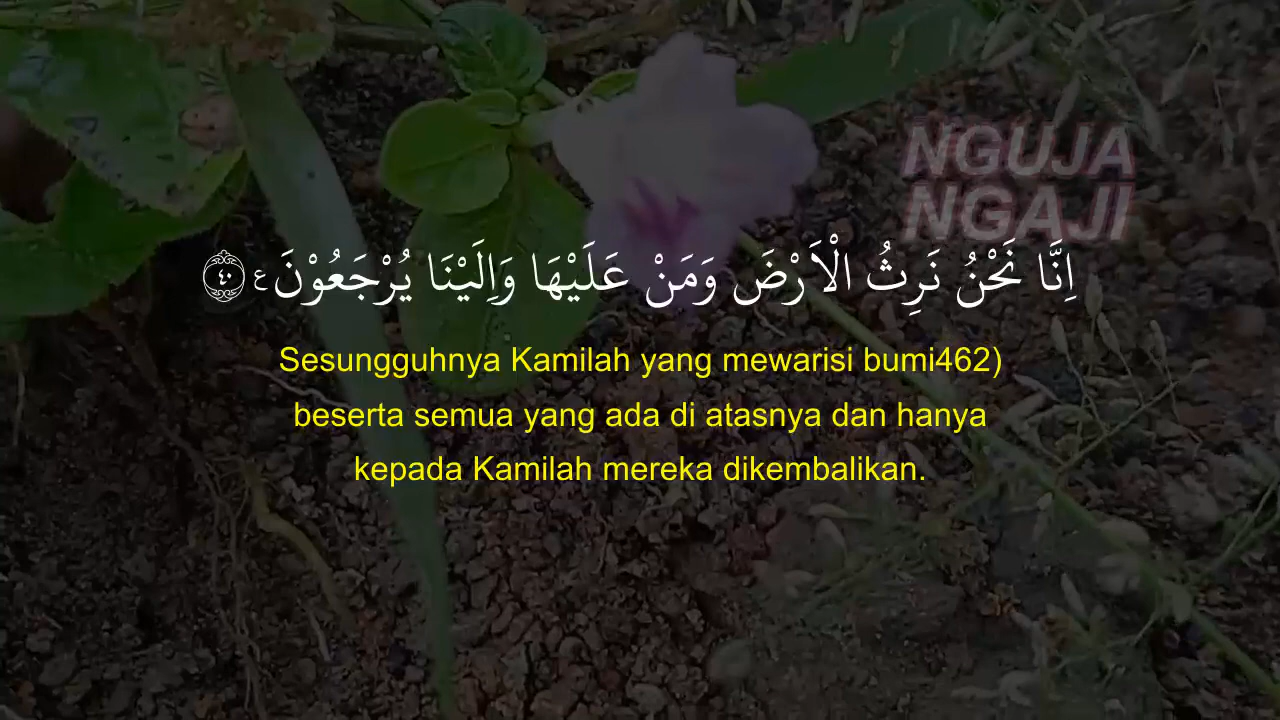 NGUJA
NGAJI
اِنَّا نَحْنُ نَرِثُ الْاَرْضَ وَمَنْ عَلَيْهَا وَاِلَيْنَا يُرْجَعُوْنَ ࣖ ٤٠
Sesungguhnya Kamilah yang mewarisi bumi462)
beserta semua yang ada di atasnya dan hanya
kepada Kamilah mereka dikembalikan.